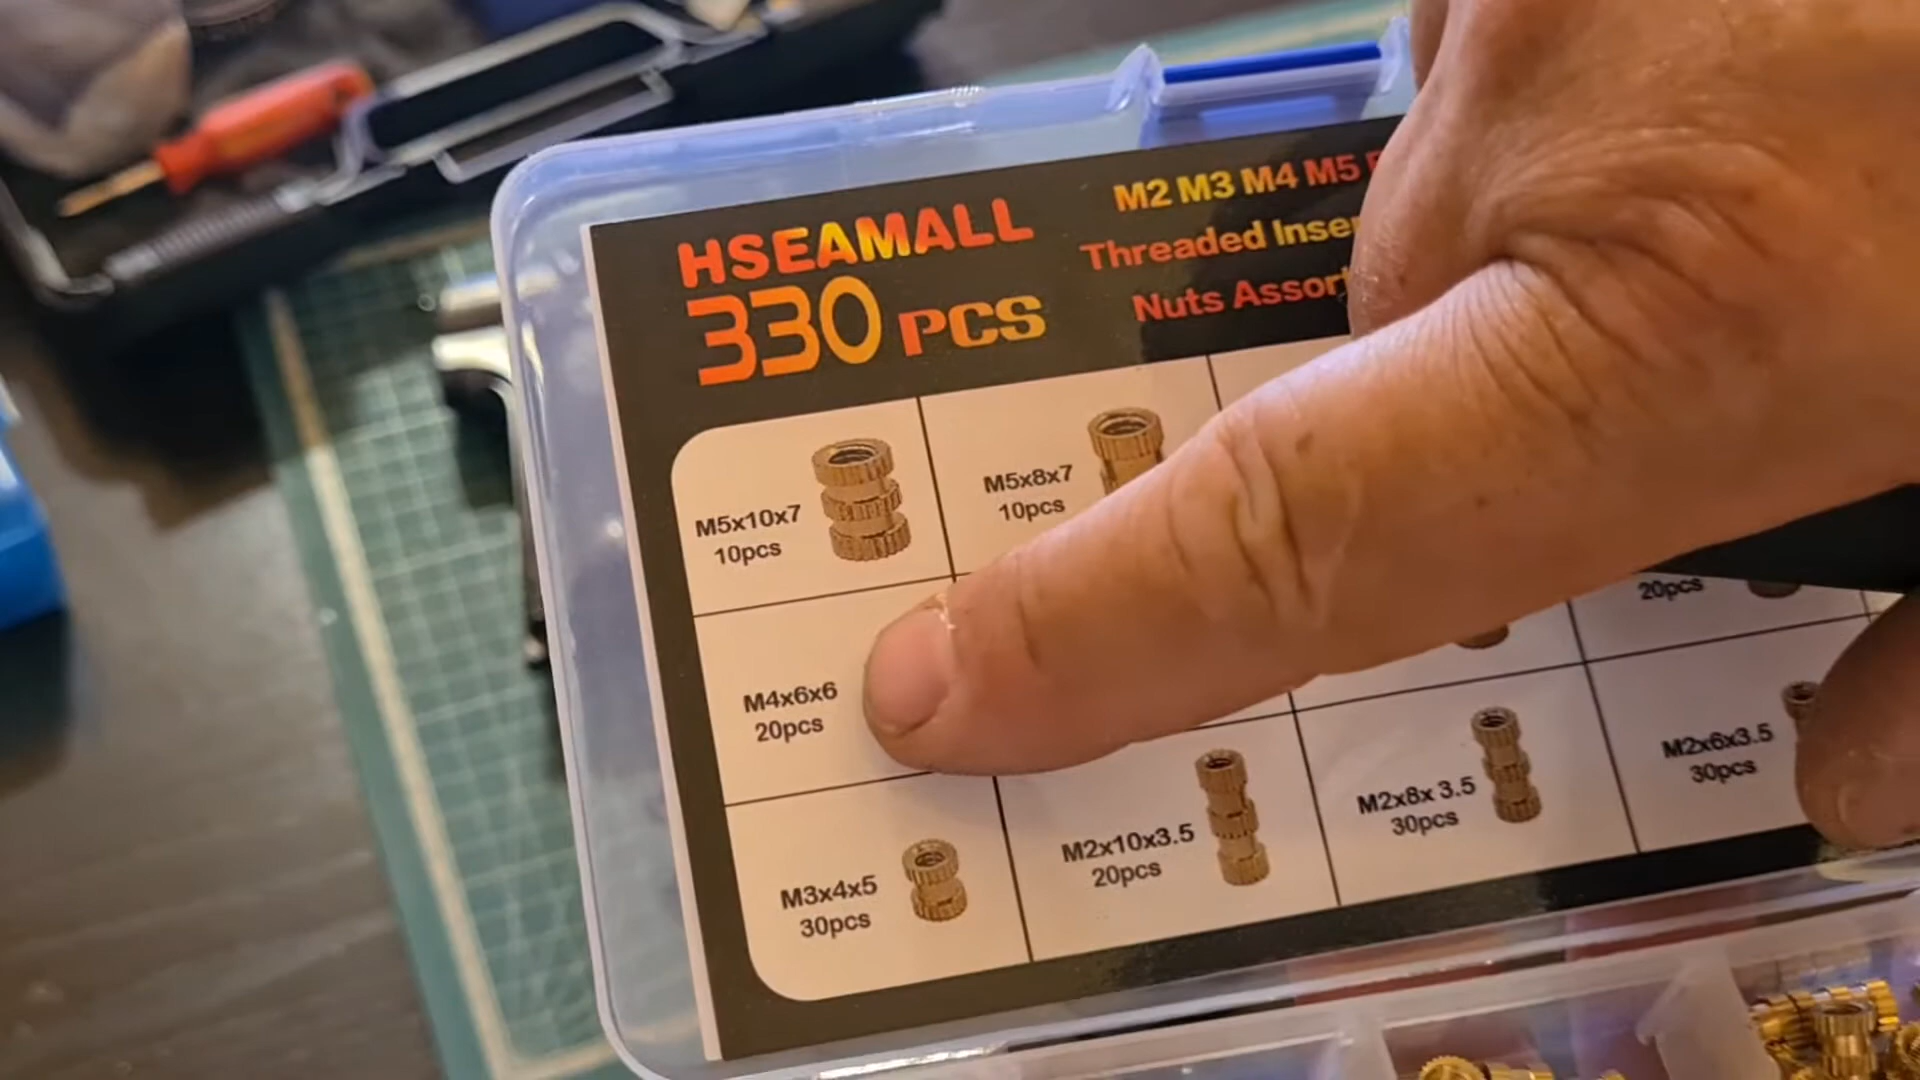 HSEAMALL
330 PCS
M2 M3 M4 M5
Threaded
Nuts
M5x10x7
10pcs
M5x8x7
10pcs
20pcs
M4x6x6
20pcs
M2x6x3.5
30pcs
M2x8x 3.5
30pcs
M2x10x3.5
20pcs
M3x4x5
30pcs